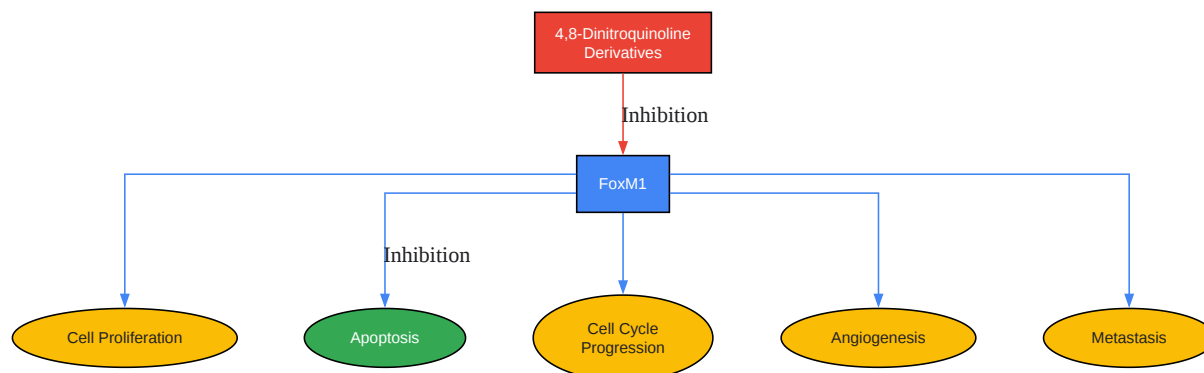 4,8-Dinitroquinoline
Derivatives
Inhibition
FoxM1
Inhibition
Cell Proliferation
Apoptosis
Cell Cycle
Progression
Angiogenesis
Metastasis